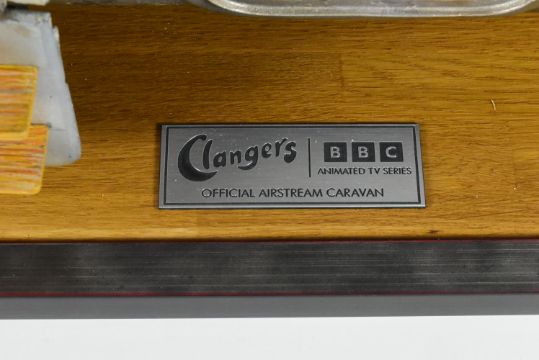 Clangers
BBC
ANIMATED TV SERIES
OFFICIAL AIRSTREAM CARAVAN